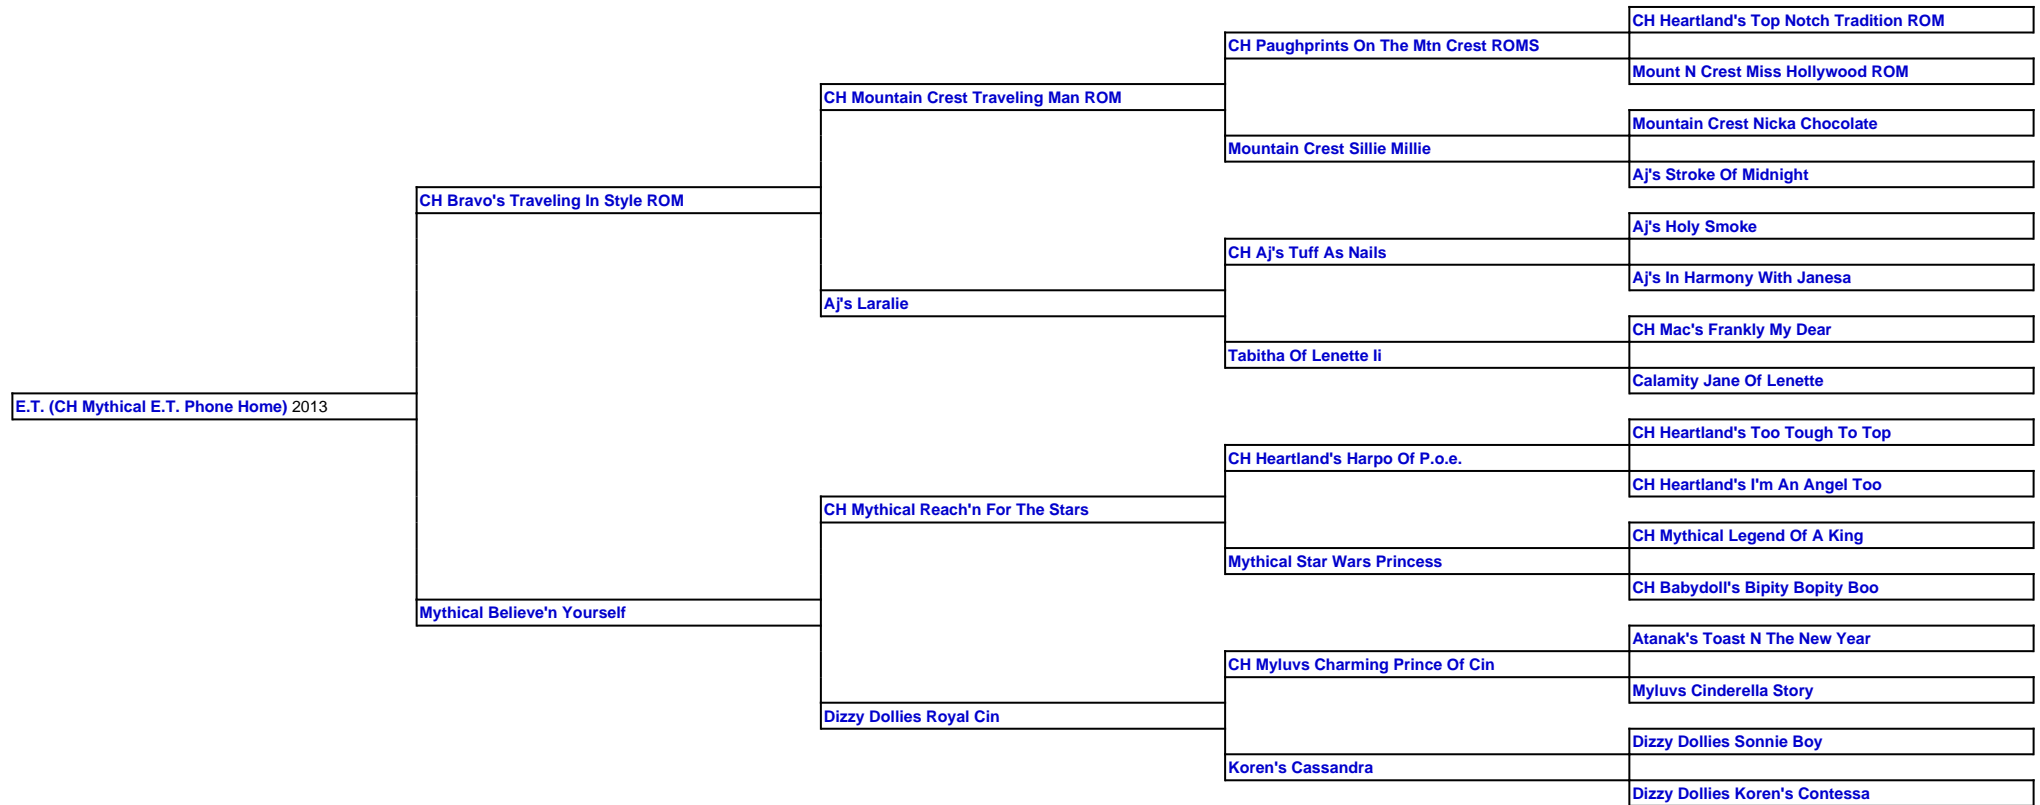 CH Heartland's Top Notch Tradition ROM
CH Paughprints On The Mtn Crest ROMS
Mount N Crest Miss Hollywood ROM
CH Mountain Crest Traveling Man ROM
Mountain Crest Nicka Chocolate
Mountain Crest Sillie Millie
Aj's Stroke Of Midnight
CH Bravo's Traveling In Style ROM
Aj's Holy Smoke
CH Aj's Tuff As Nails
Aj's In Harmony With Janesa
Aj's Laralie
CH Mac's Frankly My Dear
Tabitha Of Lenette Ii
Calamity Jane Of Lenette
E.T. (CH Mythical E.T. Phone Home) 2013
CH Heartland's Too Tough To Top
CH Heartland's Harpo Of P.o.e.
CH Heartland's I'm An Angel Too
CH Mythical Reach'n For The Stars
CH Mythical Legend Of A King
Mythical Star Wars Princess
CH Babydoll's Bipity Bopity Boo
Mythical Believe'n Yourself
Atanak's Toast N The New Year
CH Myluvs Charming Prince Of Cin
Myluvs Cinderella Story
Dizzy Dollies Royal Cin
Dizzy Dollies Sonnie Boy
Koren's Cassandra
Dizzy Dollies Koren's Contessa